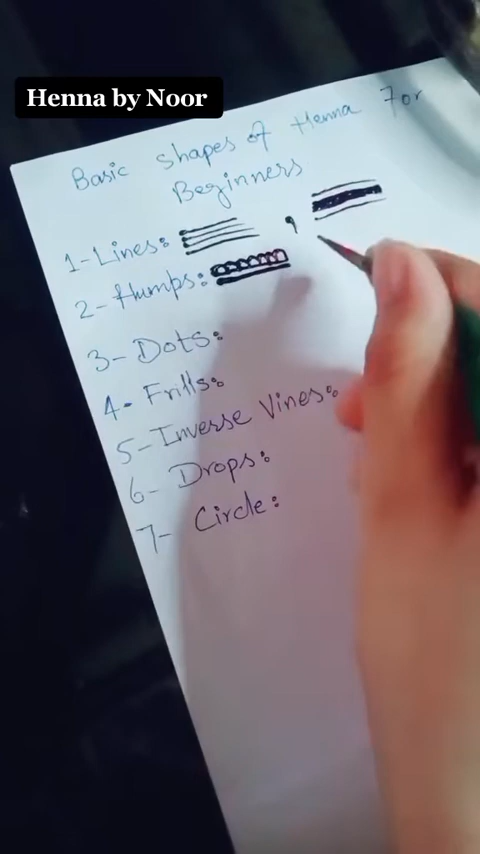 Henna by Noor
Basic shapes of Henna For
Beginners
1-Lines:
2-Humps:
3-Dots:
4-Frills:
5-Inverse Vines:
6-Drops:
7-Circle: